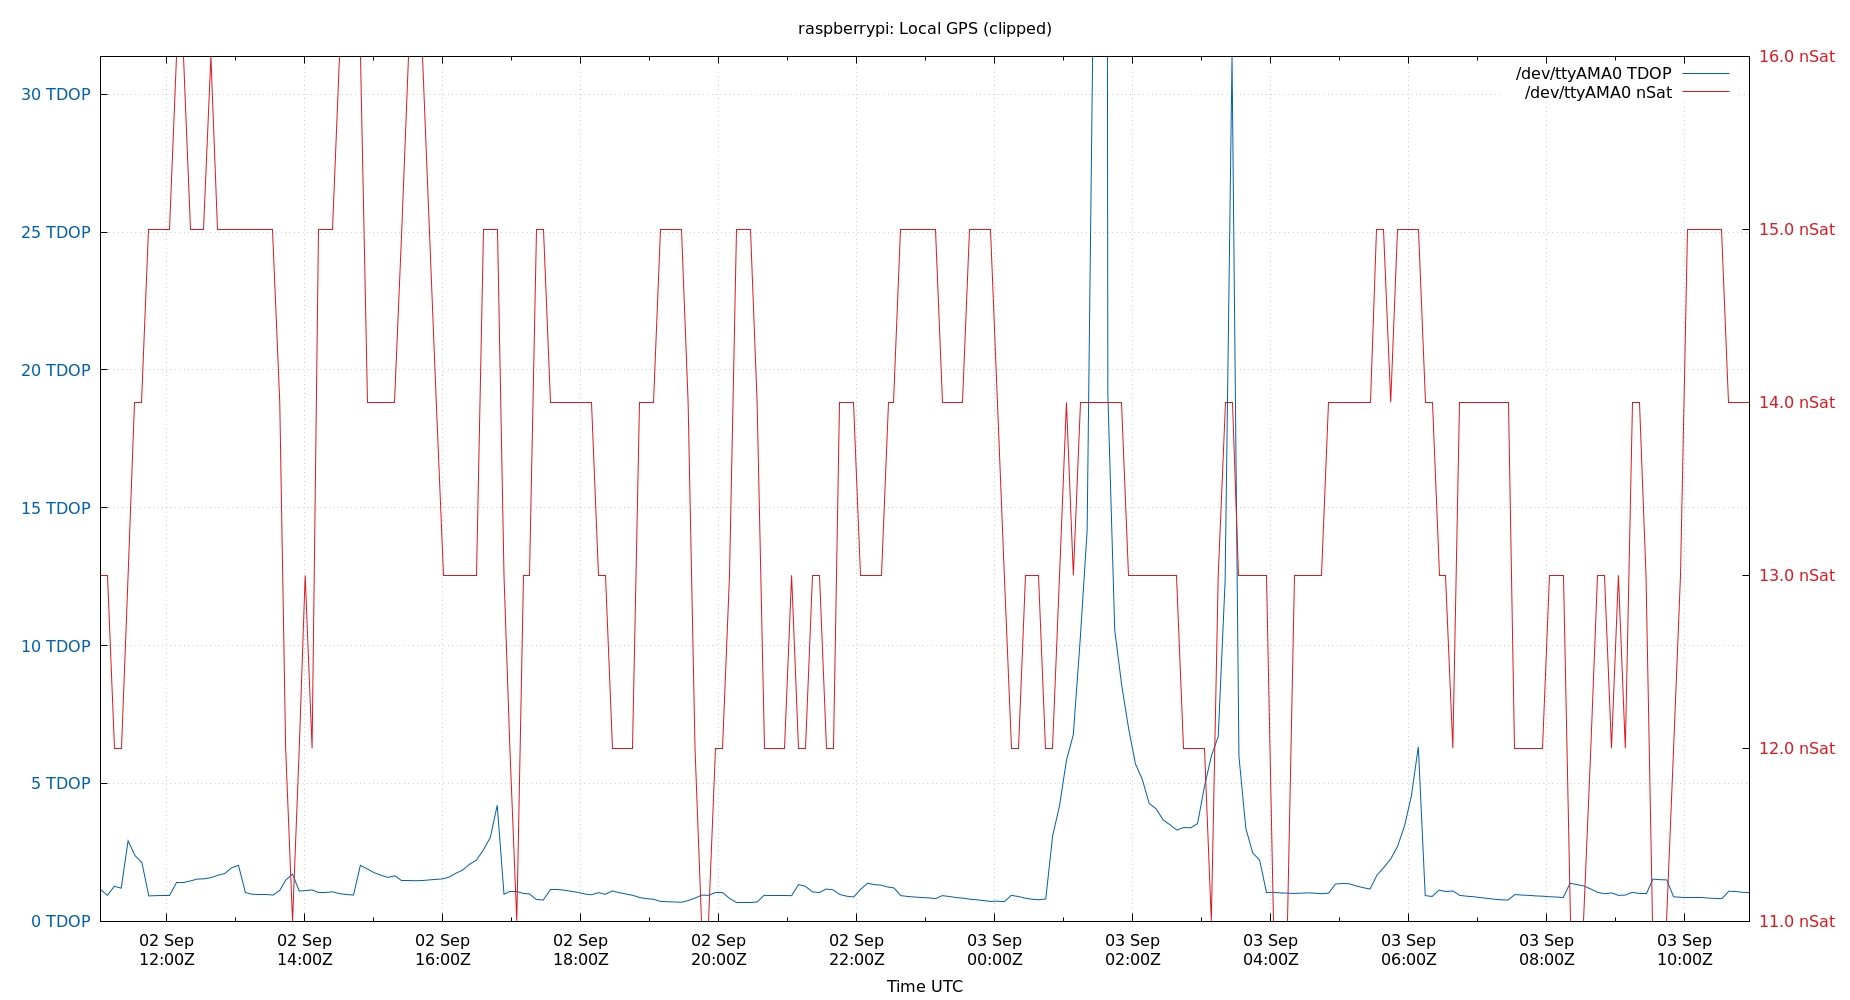 raspberrypi: Local GPS (clipped)
/dev/ttyAMA0 TDOP
/dev/ttyAMA0 nSat
30 TDOP
25 TDOP
20 TDOP
15 TDOP
10 TDOP
5 TDOP
0 TDOP
16.0 nSat
15.0 nSat
14.0 nSat
13.0 nSat
12.0 nSat
11.0 nSat
02 Sep
12:00Z
02 Sep
14:00Z
02 Sep
16:00Z
02 Sep
18:00Z
02 Sep
20:00Z
02 Sep
22:00Z
03 Sep
00:00Z
03 Sep
02:00Z
03 Sep
04:00Z
03 Sep
06:00Z
03 Sep
08:00Z
03 Sep
10:00Z
Time UTC